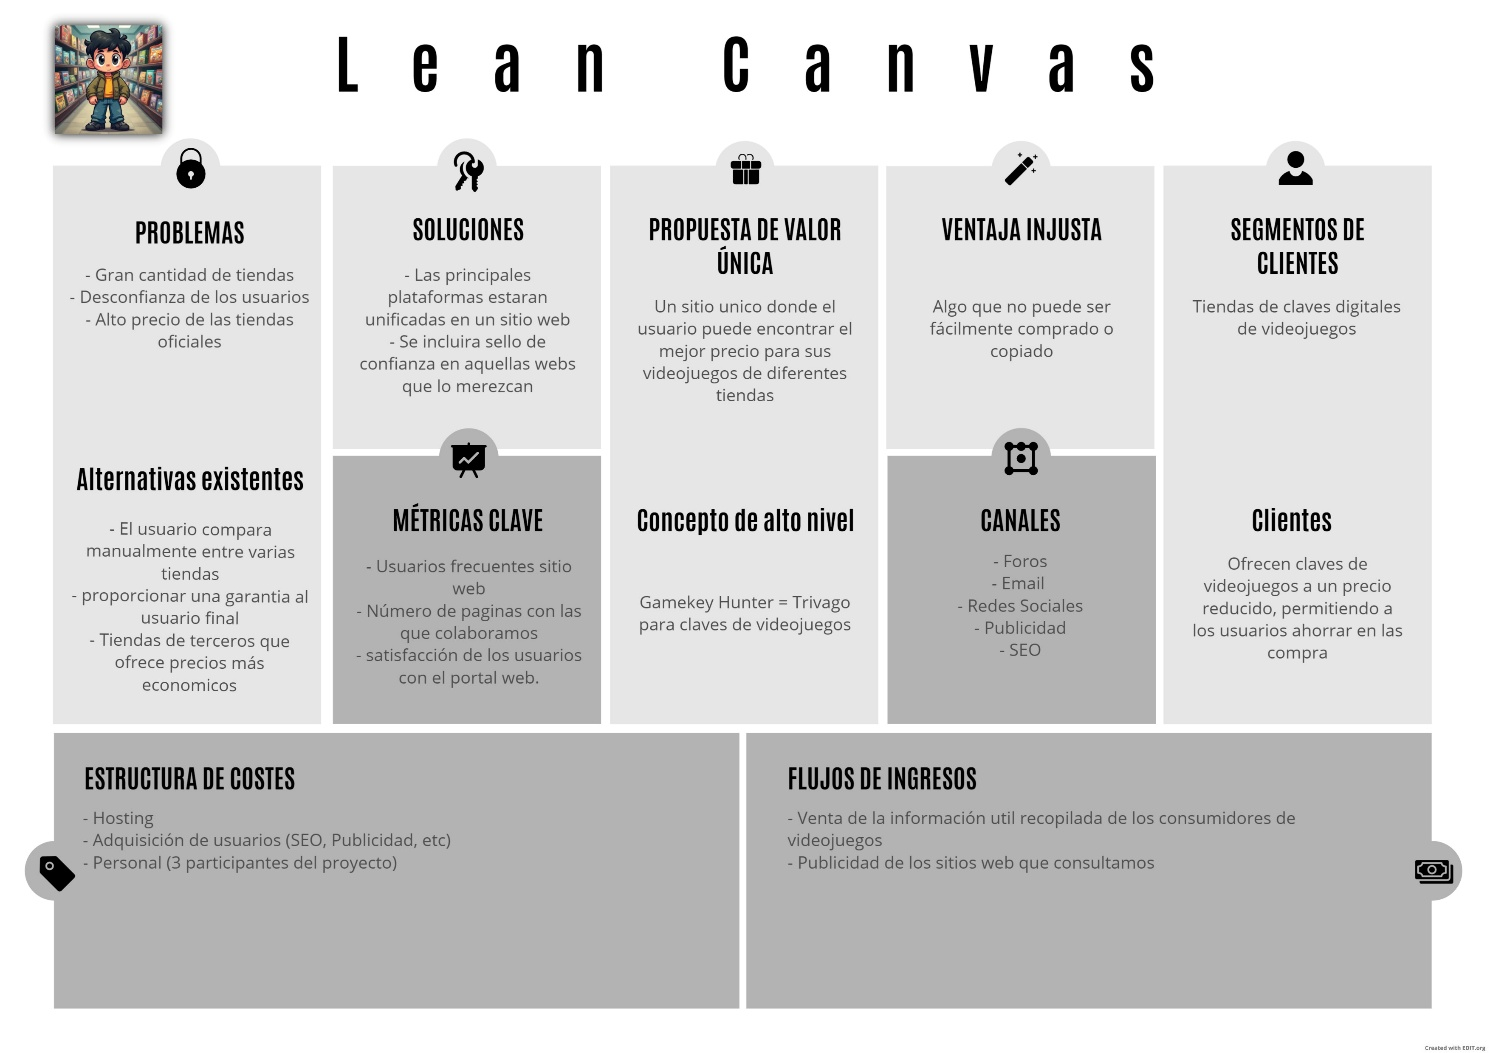 Lean Canvas
PROBLEMAS
- Gran cantidad de tiendas
- Desconfianza de los usuarios
- Alto precio de las tiendas
oficiales
Alternativas existentes
- El usuario compara
manualmente entre varias
tiendas
- proporcionar una garantia al
usuario final
- Tiendas de terceros que
ofrece precios más
economicos
SOLUCIONES
- Las principales
plataformas estaran
unificadas en un sitio web
- Se incluira sello de
confianza en aquellas webs
que lo merezcan
MÉTRICAS CLAVE
- Usuarios frecuentes sitio
web
- Número de paginas con las
que colaboramos
- satisfacción de los usuarios
con el portal web.
PROPUESTA DE VALOR
ÚNICA
Un sitio unico donde el
usuario puede encontrar el
mejor precio para sus
videojuegos de diferentes
tiendas
Concepto de alto nivel
Gamekey Hunter = Trivago
para claves de videojuegos
VENTAJA INJUSTA
Algo que no puede ser
fácilmente comprado o
copiado
CANALES
- Foros
- Email
- Redes Sociales
- Publicidad
- SEO
SEGMENTOS DE
CLIENTES
Tiendas de claves digitales
de videojuegos
Clientes
Ofrecen claves de
videojuegos a un precio
reducido, permitiendo a
los usuarios ahorrar en las
compra
ESTRUCTURA DE COSTES
- Hosting
- Adquisición de usuarios (SEO, Publicidad, etc)
- Personal (3 participantes del proyecto)
FLUJOS DE INGRESOS
- Venta de la información util recopilada de los consumidores de
videojuegos
- Publicidad de los sitios web que consultamos
Created with EDIT.org